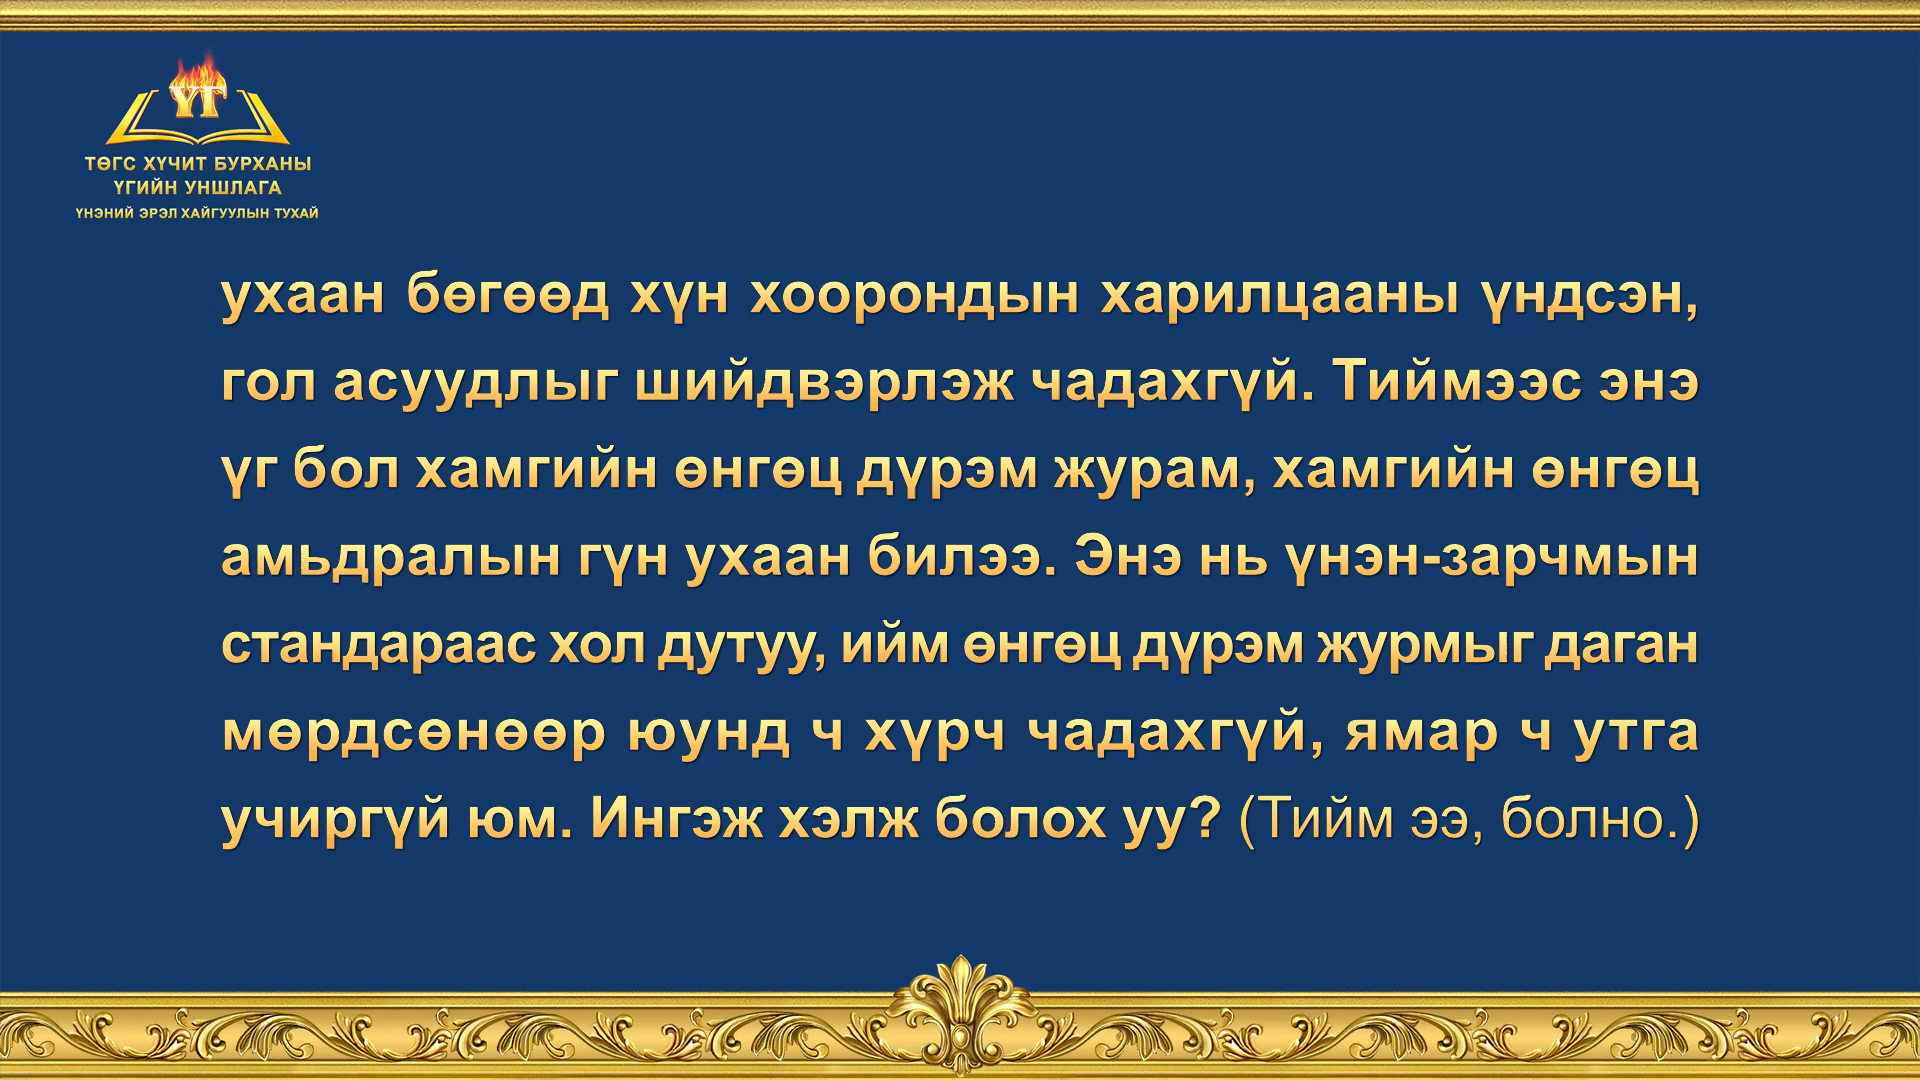 ҮГ
ТӨГС ХҮЧИТ БУРХАНЫ
ҮГИЙН УНШЛАГА
ҮНЭНИЙ ЭРЭЛ ХАЙГУУЛЫН ТУХАЙ
ухаан бөгөөд хүн хоорондын харилцааны үндсэн,
гол асуудлыг шийдвэрлэж чадахгүй. Тиймээс энэ
үг бол хамгийн өнгөц дүрэм журам, хамгийн өнгөц
амьдралын гүн ухаан билээ. Энэ нь үнэн-зарчмын
стандараас хол дутуу, ийм өнгөц дүрэм журмыг даган
мөрдсөнөөр юунд ч хүрч чадахгүй, ямар ч утга
учиргүй юм. Ингэж хэлж болох уу? (Тийм ээ, болно.)